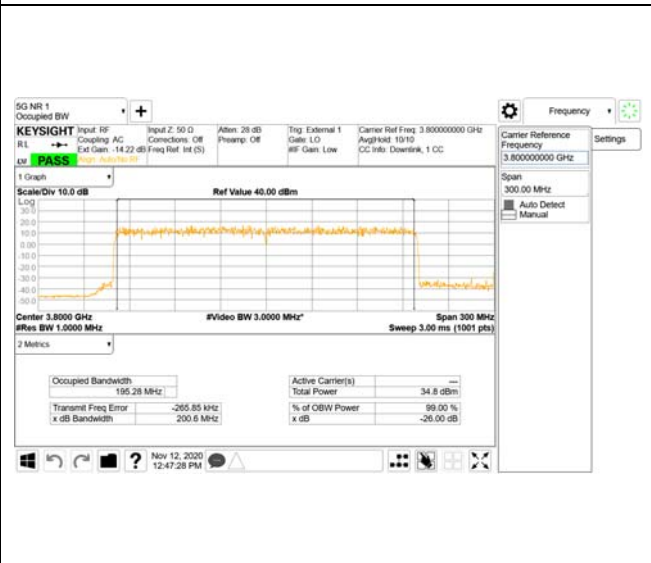 5G NR 1
Occupied BW
Frequency
KEYSIGHT
Input: RF
Coupling: AC
Ext Gain: -14.22 dB
Align: Auto/No RF
Input Z: 50 Ω
Corrections: Off
Freq Ref: Int (S)
Atten: 28 dB
Preamp: Off
Trig: External 1
Gate: LO
#IF Gain: Low
Carrier Ref Freq: 3.800000000 GHz
Avg|Hold: 10/10
CC Info: Downlink, 1 CC
R L
PASS
Carrier Reference
Frequency
3.800000000 GHz
Settings
Span
300.00 MHz
Auto Detect
Manual
1 Graph
Scale/Div 10.0 dB
Ref Value 40.00 dBm
Log
30.0
20.0
10.0
0.00
-10.0
-20.0
-30.0
-40.0
-50.0
Center 3.8000 GHz
#Video BW 3.0000 MHz*
Span 300 MHz
#Res BW 1.0000 MHz
Sweep 3.00 ms (1001 pts)
2 Metrics
Occupied Bandwidth
195.28 MHz
Active Carrier(s)
---
Total Power
34.8 dBm
Transmit Freq Error
-265.85 kHz
% of OBW Power
99.00 %
x dB Bandwidth
200.6 MHz
x dB
-26.00 dB
Nov 12, 2020
12:47:28 PM